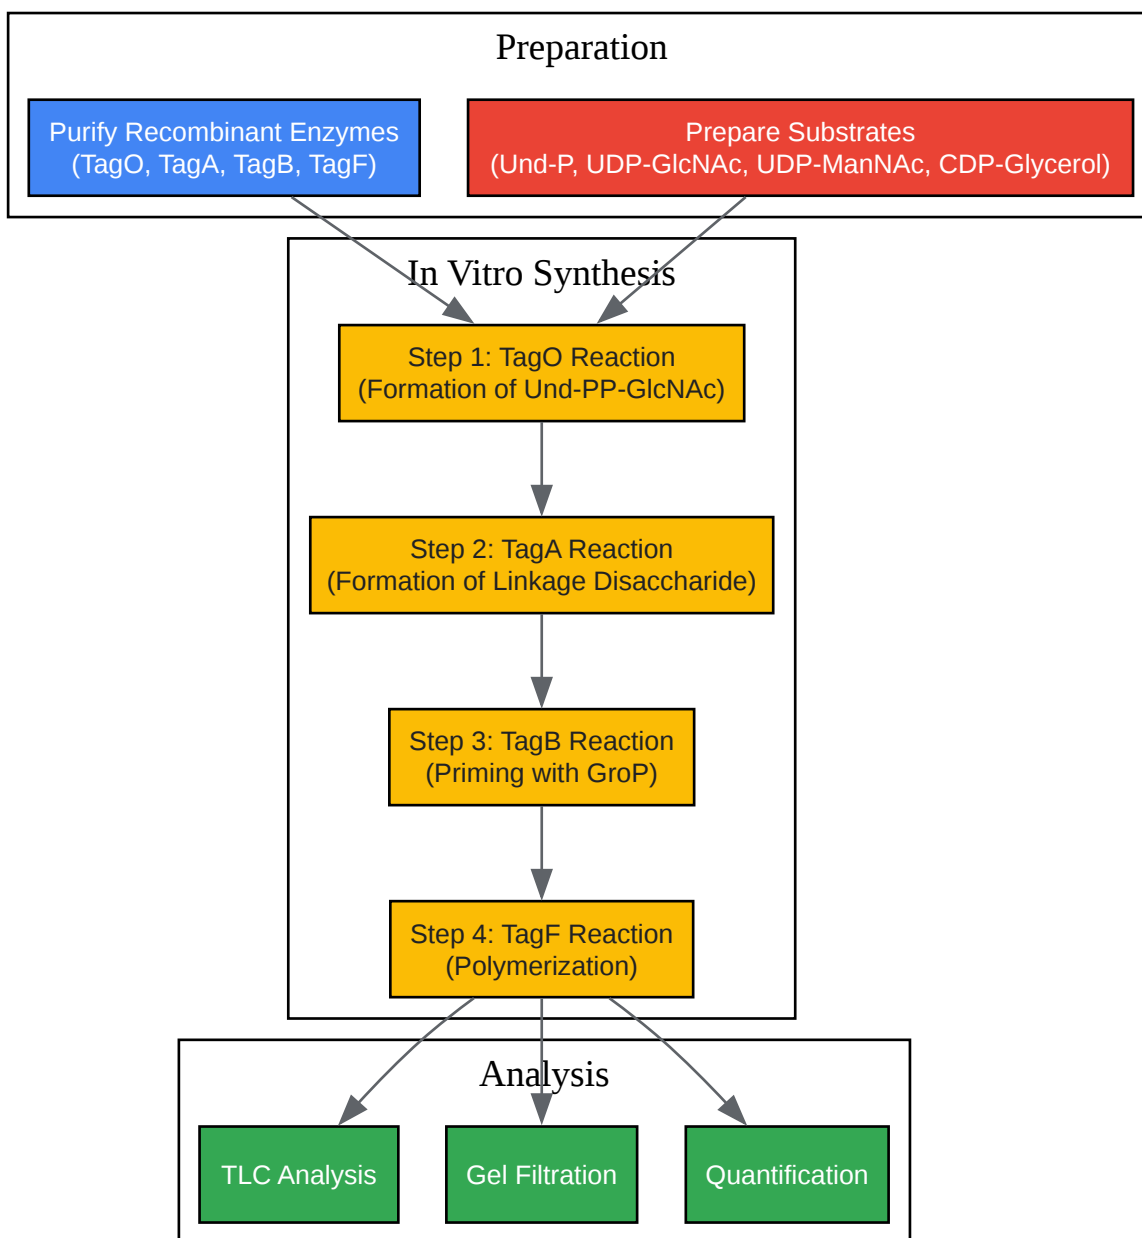 Preparation
Purify Recombinant Enzymes
(TagO, TagA, TagB, TagF)
Prepare Substrates
(Und-P, UDP-GlcNAc, UDP-ManNAc, CDP-Glycerol)
In Vitro Synthesis
Step 1: TagO Reaction
(Formation of Und-PP-GlcNAc)
Step 2: TagA Reaction
(Formation of Linkage Disaccharide)
Step 3: TagB Reaction
(Priming with GroP)
Step 4: TagF Reaction
(Polymerization)
Analysis
TLC Analysis
Gel Filtration
Quantification